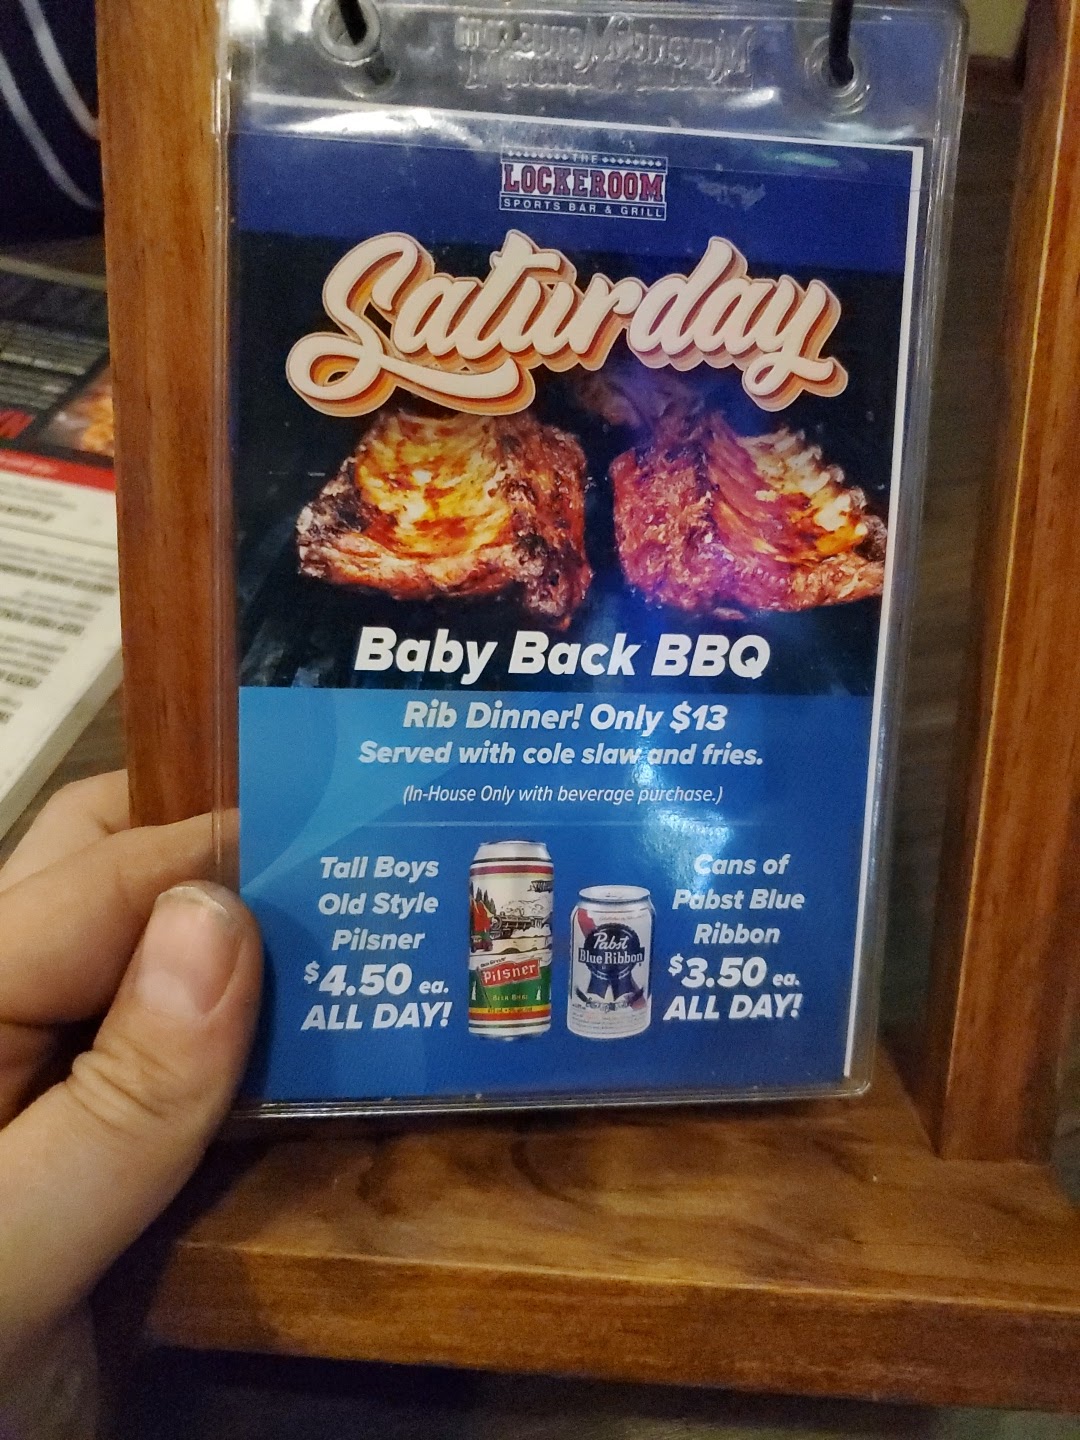 THE
LOCKEROOM
SPORTS BAR & GRILL
Saturday
Baby Back BBQ
Rib Dinner! Only $13
Served with cole slaw and fries.
(In-House Only with beverage purchase.)
Tall Boys
Old Style
Pilsner
$4.50 ea.
ALL DAY!
Pilsner
Pabst
Blue Ribbon
Cans of
Pabst Blue
Ribbon
$3.50 ea.
ALL DAY!